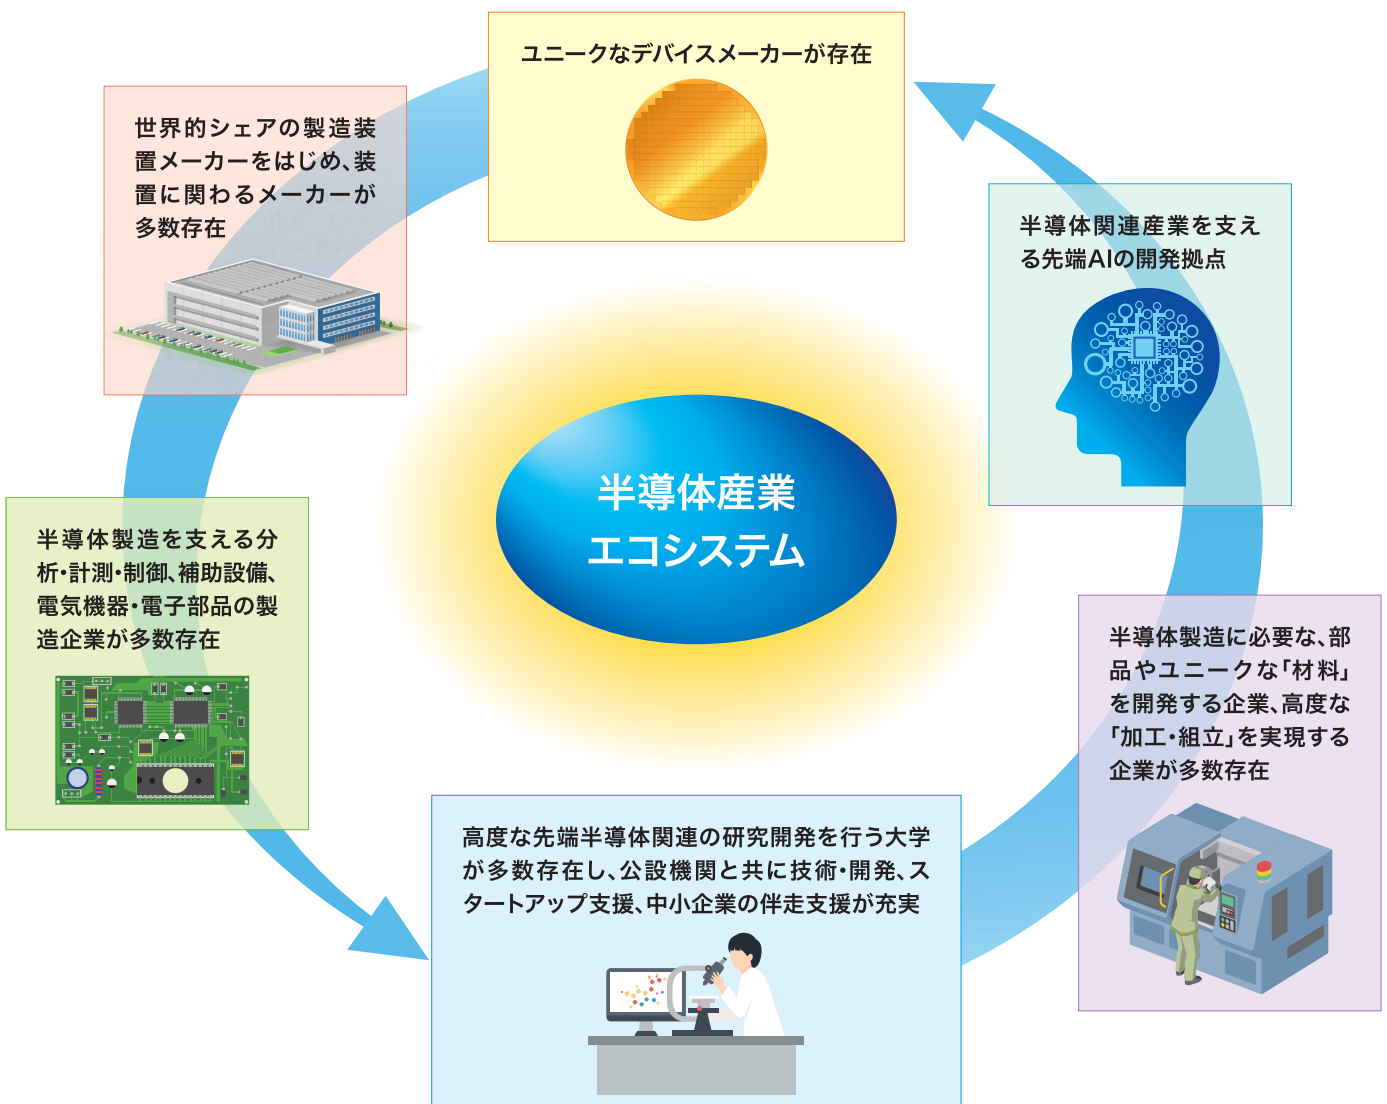 ユニークなデバイスメーカーが存在
世界的シェアの製造装
置メーカーをはじめ、装
置に関わるメーカーが
多数存在
半導体関連産業を支え
る先端AIの開発拠点
半導体産業
エコシステム
半導体製造を支える分
析・計測・制御、補助設備、
電気機器・電子部品の製
造企業が多数存在
半導体製造に必要な、部
品やユニークな「材料」
を開発する企業、高度な
「加工・組立」を実現する
企業が多数存在
高度な先端半導体関連の研究開発を行う大学
が多数存在し、公設機関と共に技術・開発、ス
タートアップ支援、中小企業の伴走支援が充実